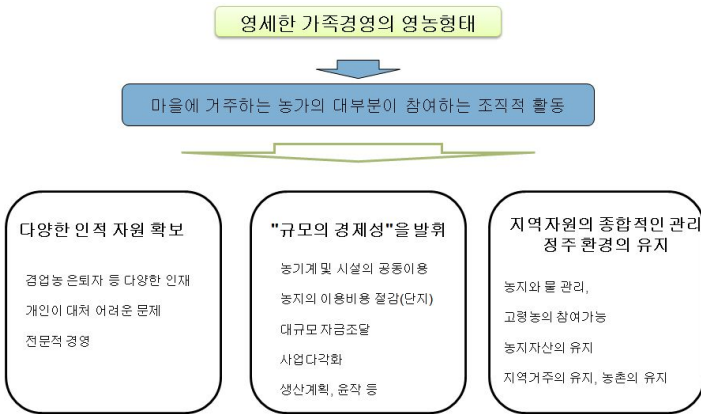 영세한 가족경영의 영농형태
마을에 거주하는 농가의 대부분이 참여하는 조직적 활동
다양한 인적 자원 확보
겸업농 은퇴자 등 다양한 인재
개인이 대처 어려운 문제
전문적 경영
"규모의 경제성"을 발휘
농기계 및 시설의 공동이용
농지의 이용비용 절감(단지)
대규모 자금조달
사업다각화
생산계획, 윤작 등
지역자원의 종합적인 관리
정주 환경의 유지
농지와 물 관리,
고령농의 참여가능
농지자산의 유지
지역거주의 유지, 농촌의 유지